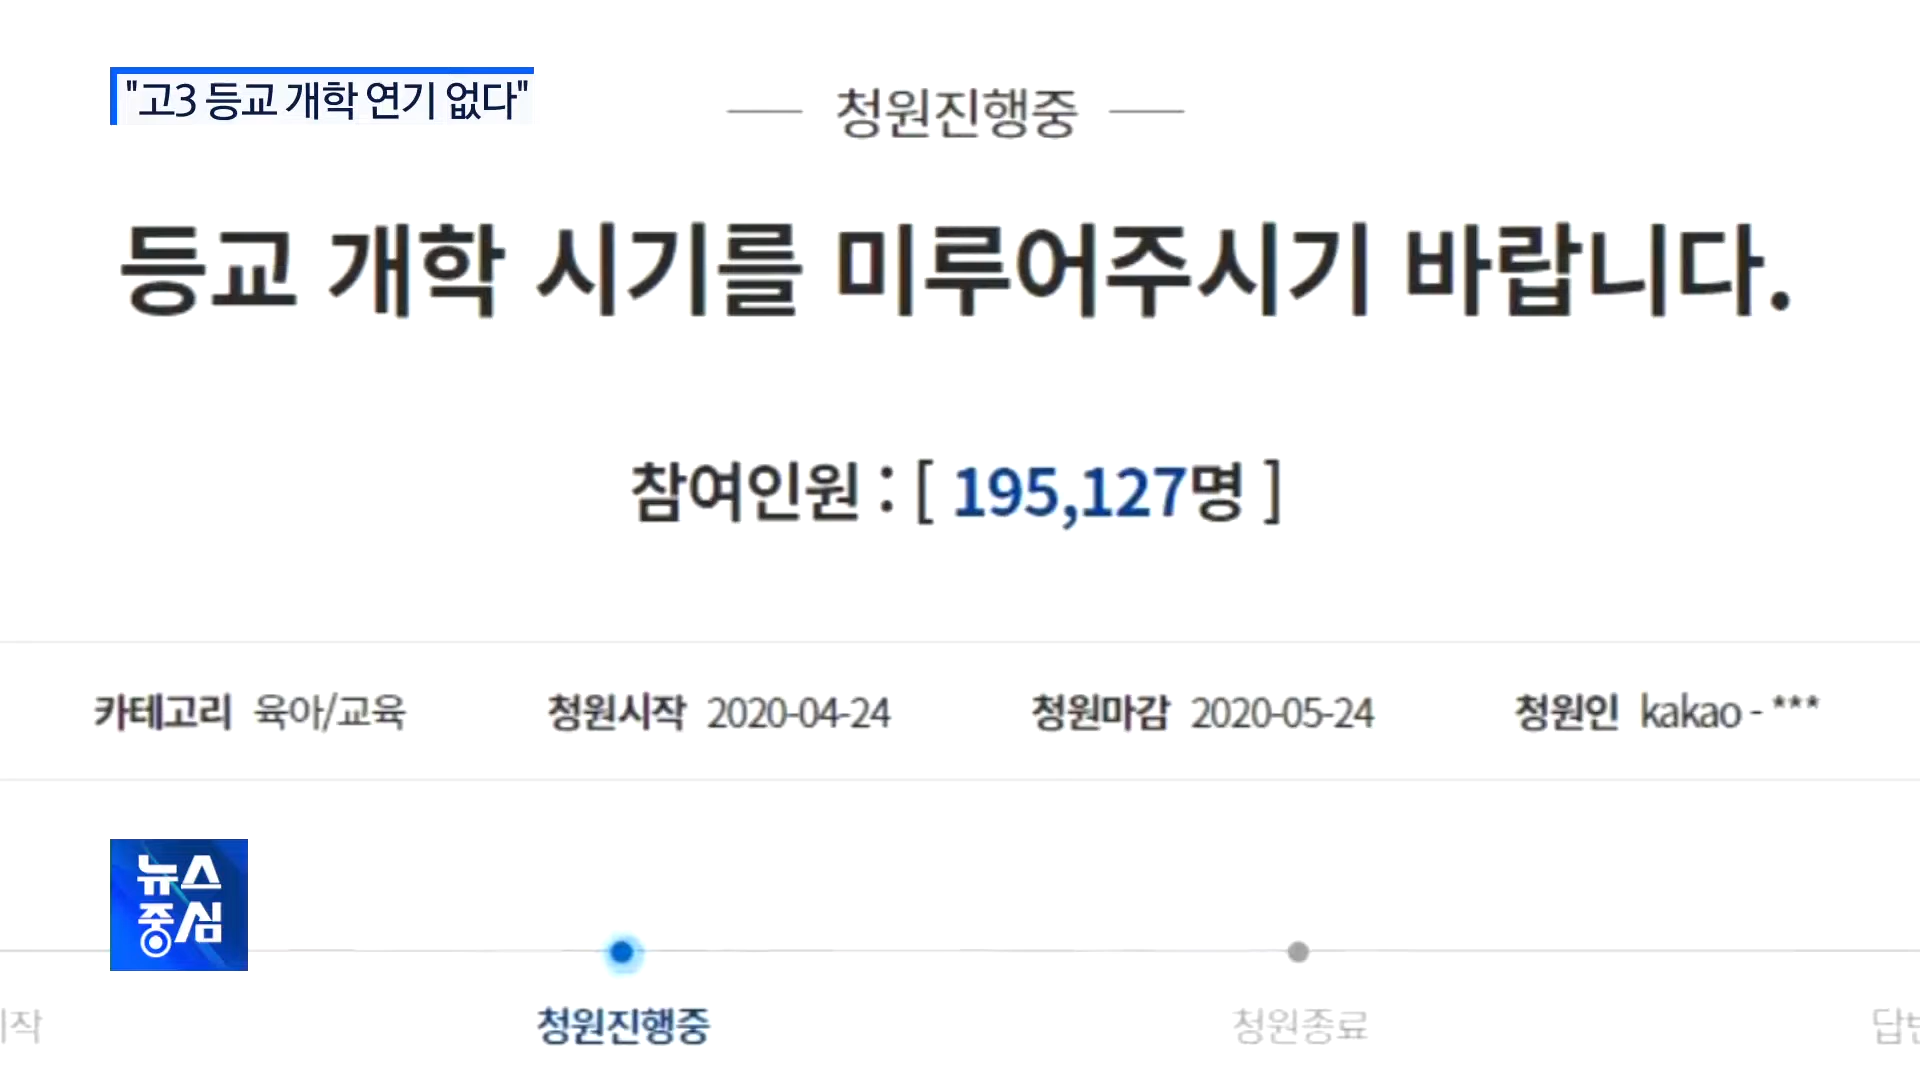 "고3 등교 개학 연기 없다"
청원진행중
등교 개학 시기를 미루어주시기 바랍니다.
참여인원 : [ 195,127명 ]
카테고리 육아/교육 청원시작 2020-04-24 청원마감 2020-05-24 청원인 kakao - ***
뉴스
중심
작 청원진행중 청원종료 답변